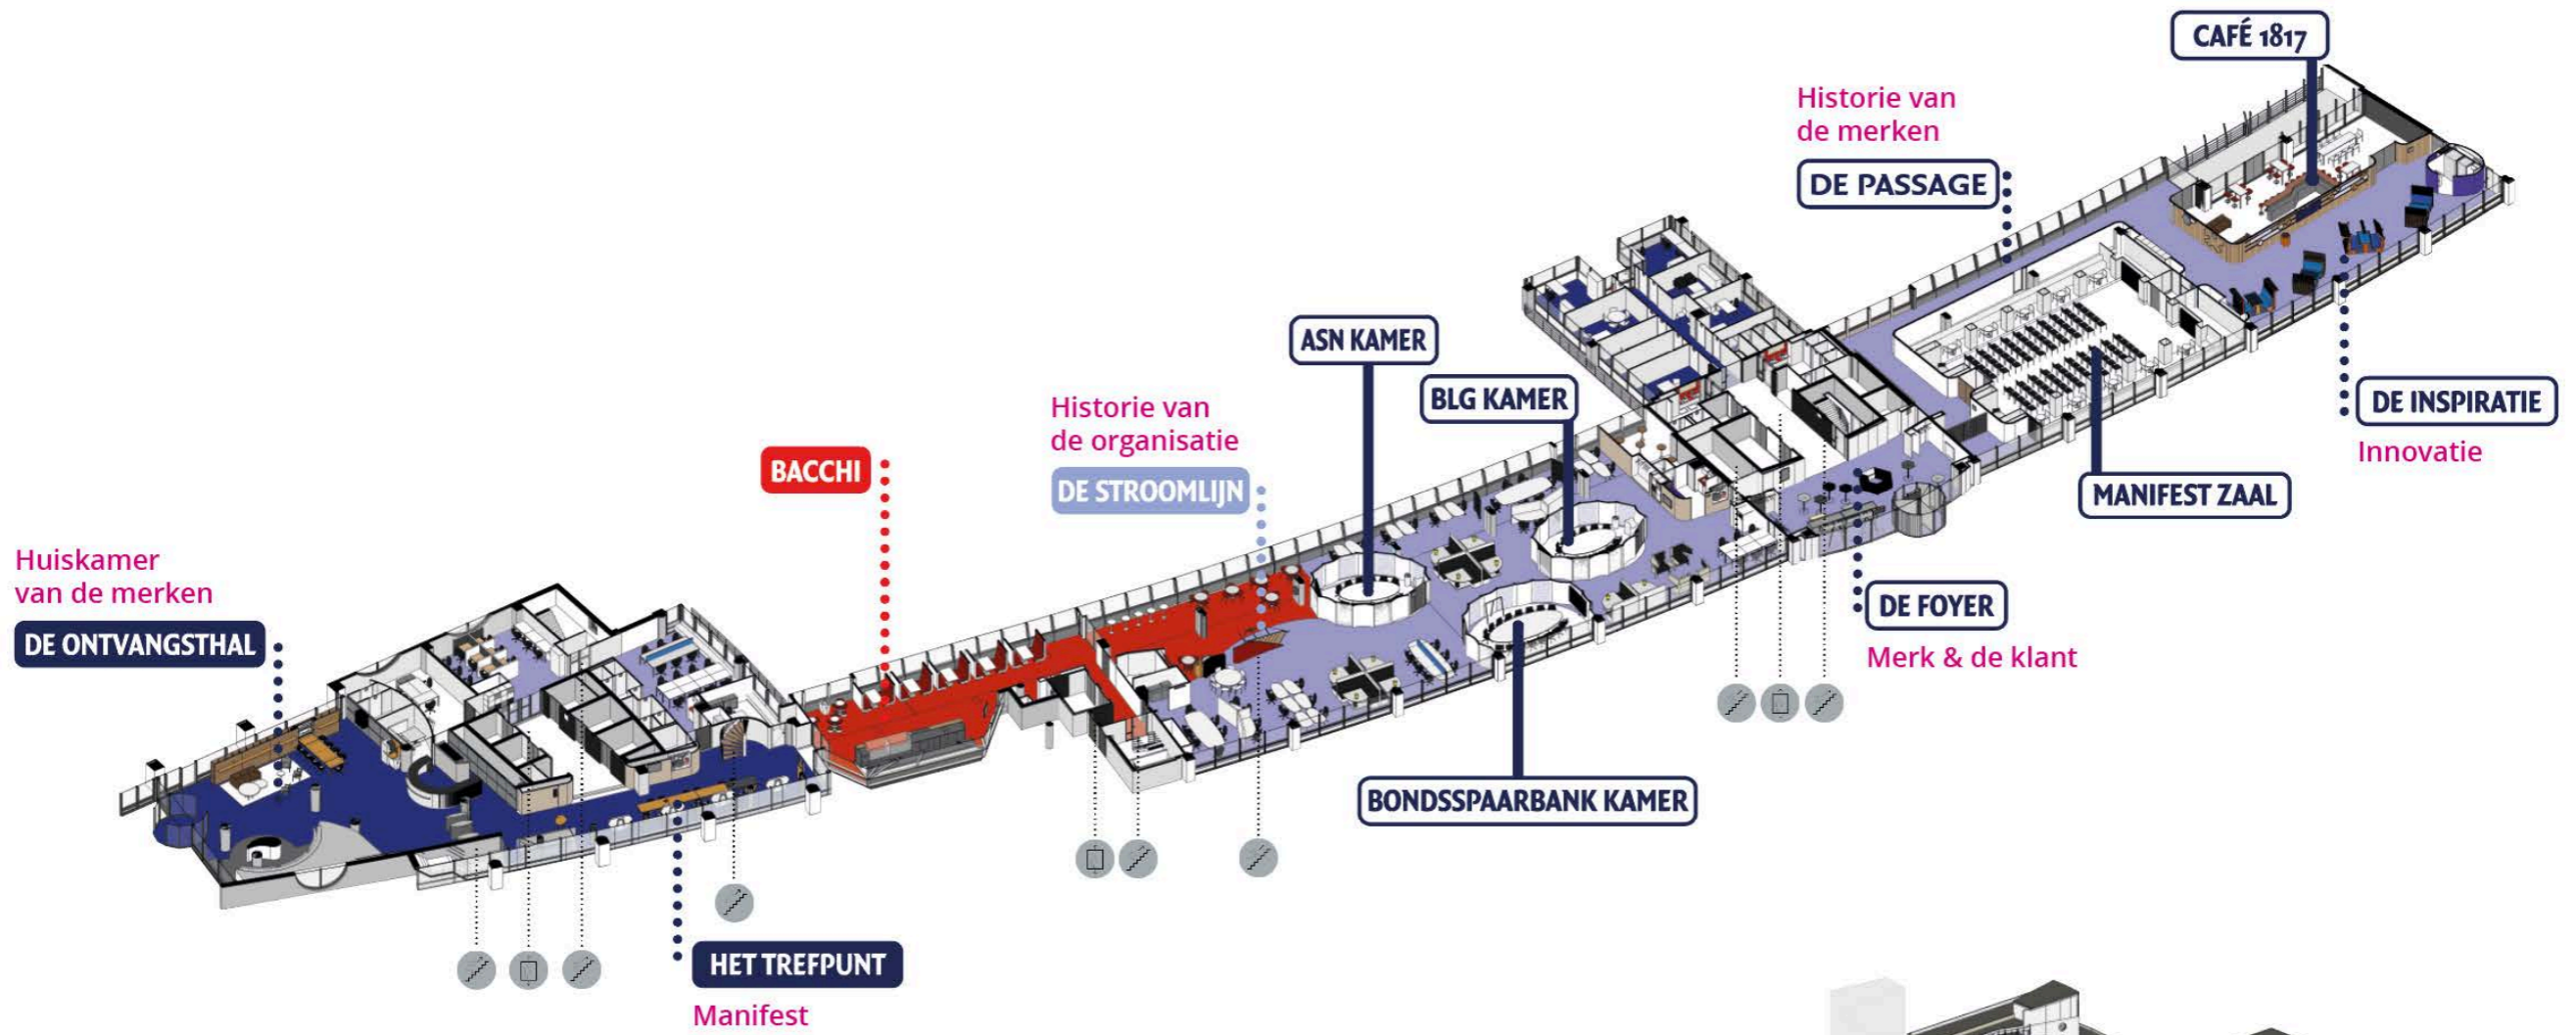 CAFÉ 1817
Historie van
de merken
DE PASSAGE
ASN KAMER
BLG KAMER
DE INSPIRATIE
Innovatie
Historie van
de organisatie
DE STROOMLIJN
BACCHI
MANIFEST ZAAL
Huiskamer
van de merken
DE ONTVANGSTHAL
DE FOYER
Merk & de klant
BONDSSPAARBANK KAMER
HET TREFPUNT
Manifest